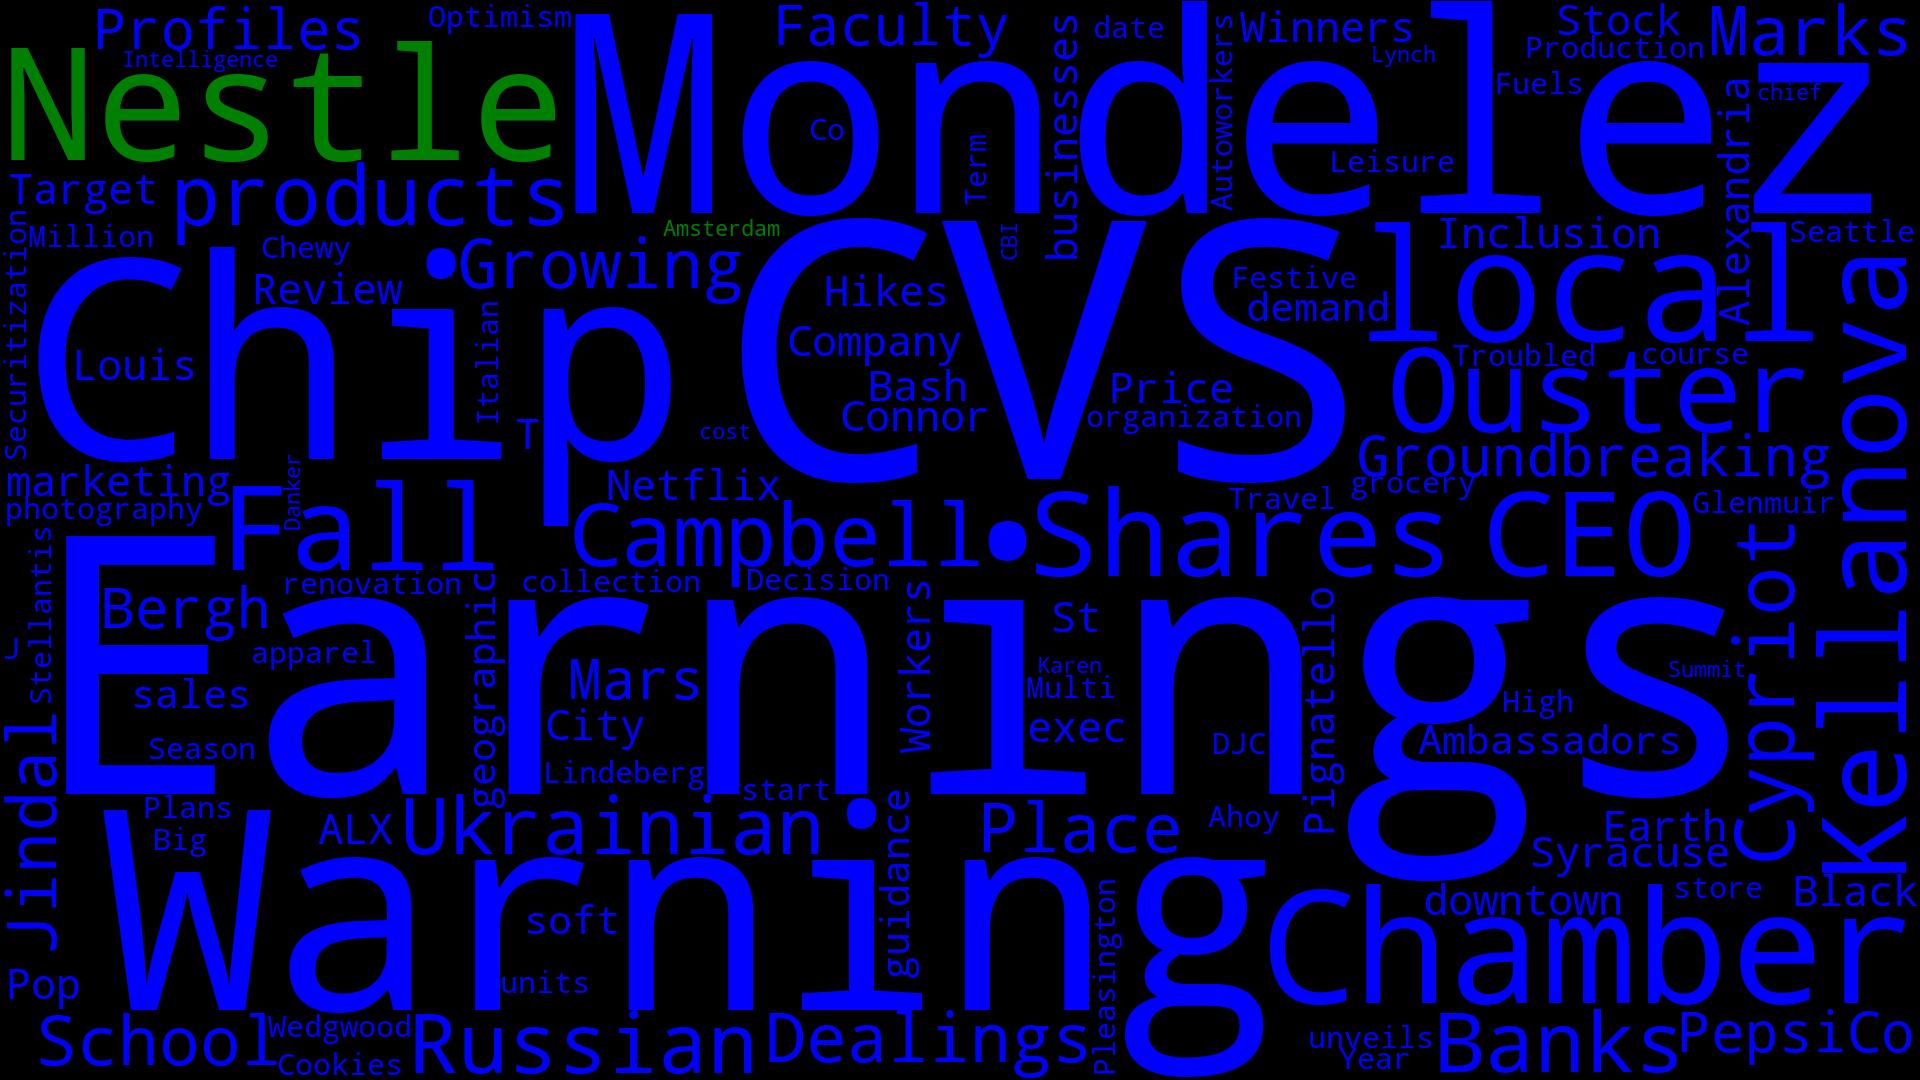 Profiles
Optimism
Faculty
date
Winners
Stock
Marks
Intelligence
Lynch
Production
Nestle
Mondelez
businesses
Autoworkers
Fuels
chief
Co
Term
Leisure
Alexandria
Target
products
Million
Amsterdam
CBI
Inclusion
Seattle
Securitization
Chewy
Growing
CVS
local
Review
Chip
Hikes
Festive
demand
Kellanova
Italian
Company
Louis
Bash
Price
Troubled
course
Ouster
Connor
organization
T
cost
Groundbreaking
marketing
Danker
Netflix
Travel
grocery
photography
Fall
Campbell
Shares
CEO
Glenmuir
Cypriot
Stellantis
renovation
collection
Decision
Earnings
Bergh
geographic
Workers
St
Pignatello
J
apparel
Mars
Karen
Multi
Summit
sales
High
City
exec
Season
DJC
Ambassadors
Jindal
Lindeberg
start
Plans
Big
ALX
Ukrainian
guidance
Place
Ahoy
Earth
Syracuse
Warning
soft
Pleasington
Chamber
downtown
store
Black
Pop
units
School
Wedgwood
Cookies
Russian
Dealings
unveils
Year
Banks
PepsiCo